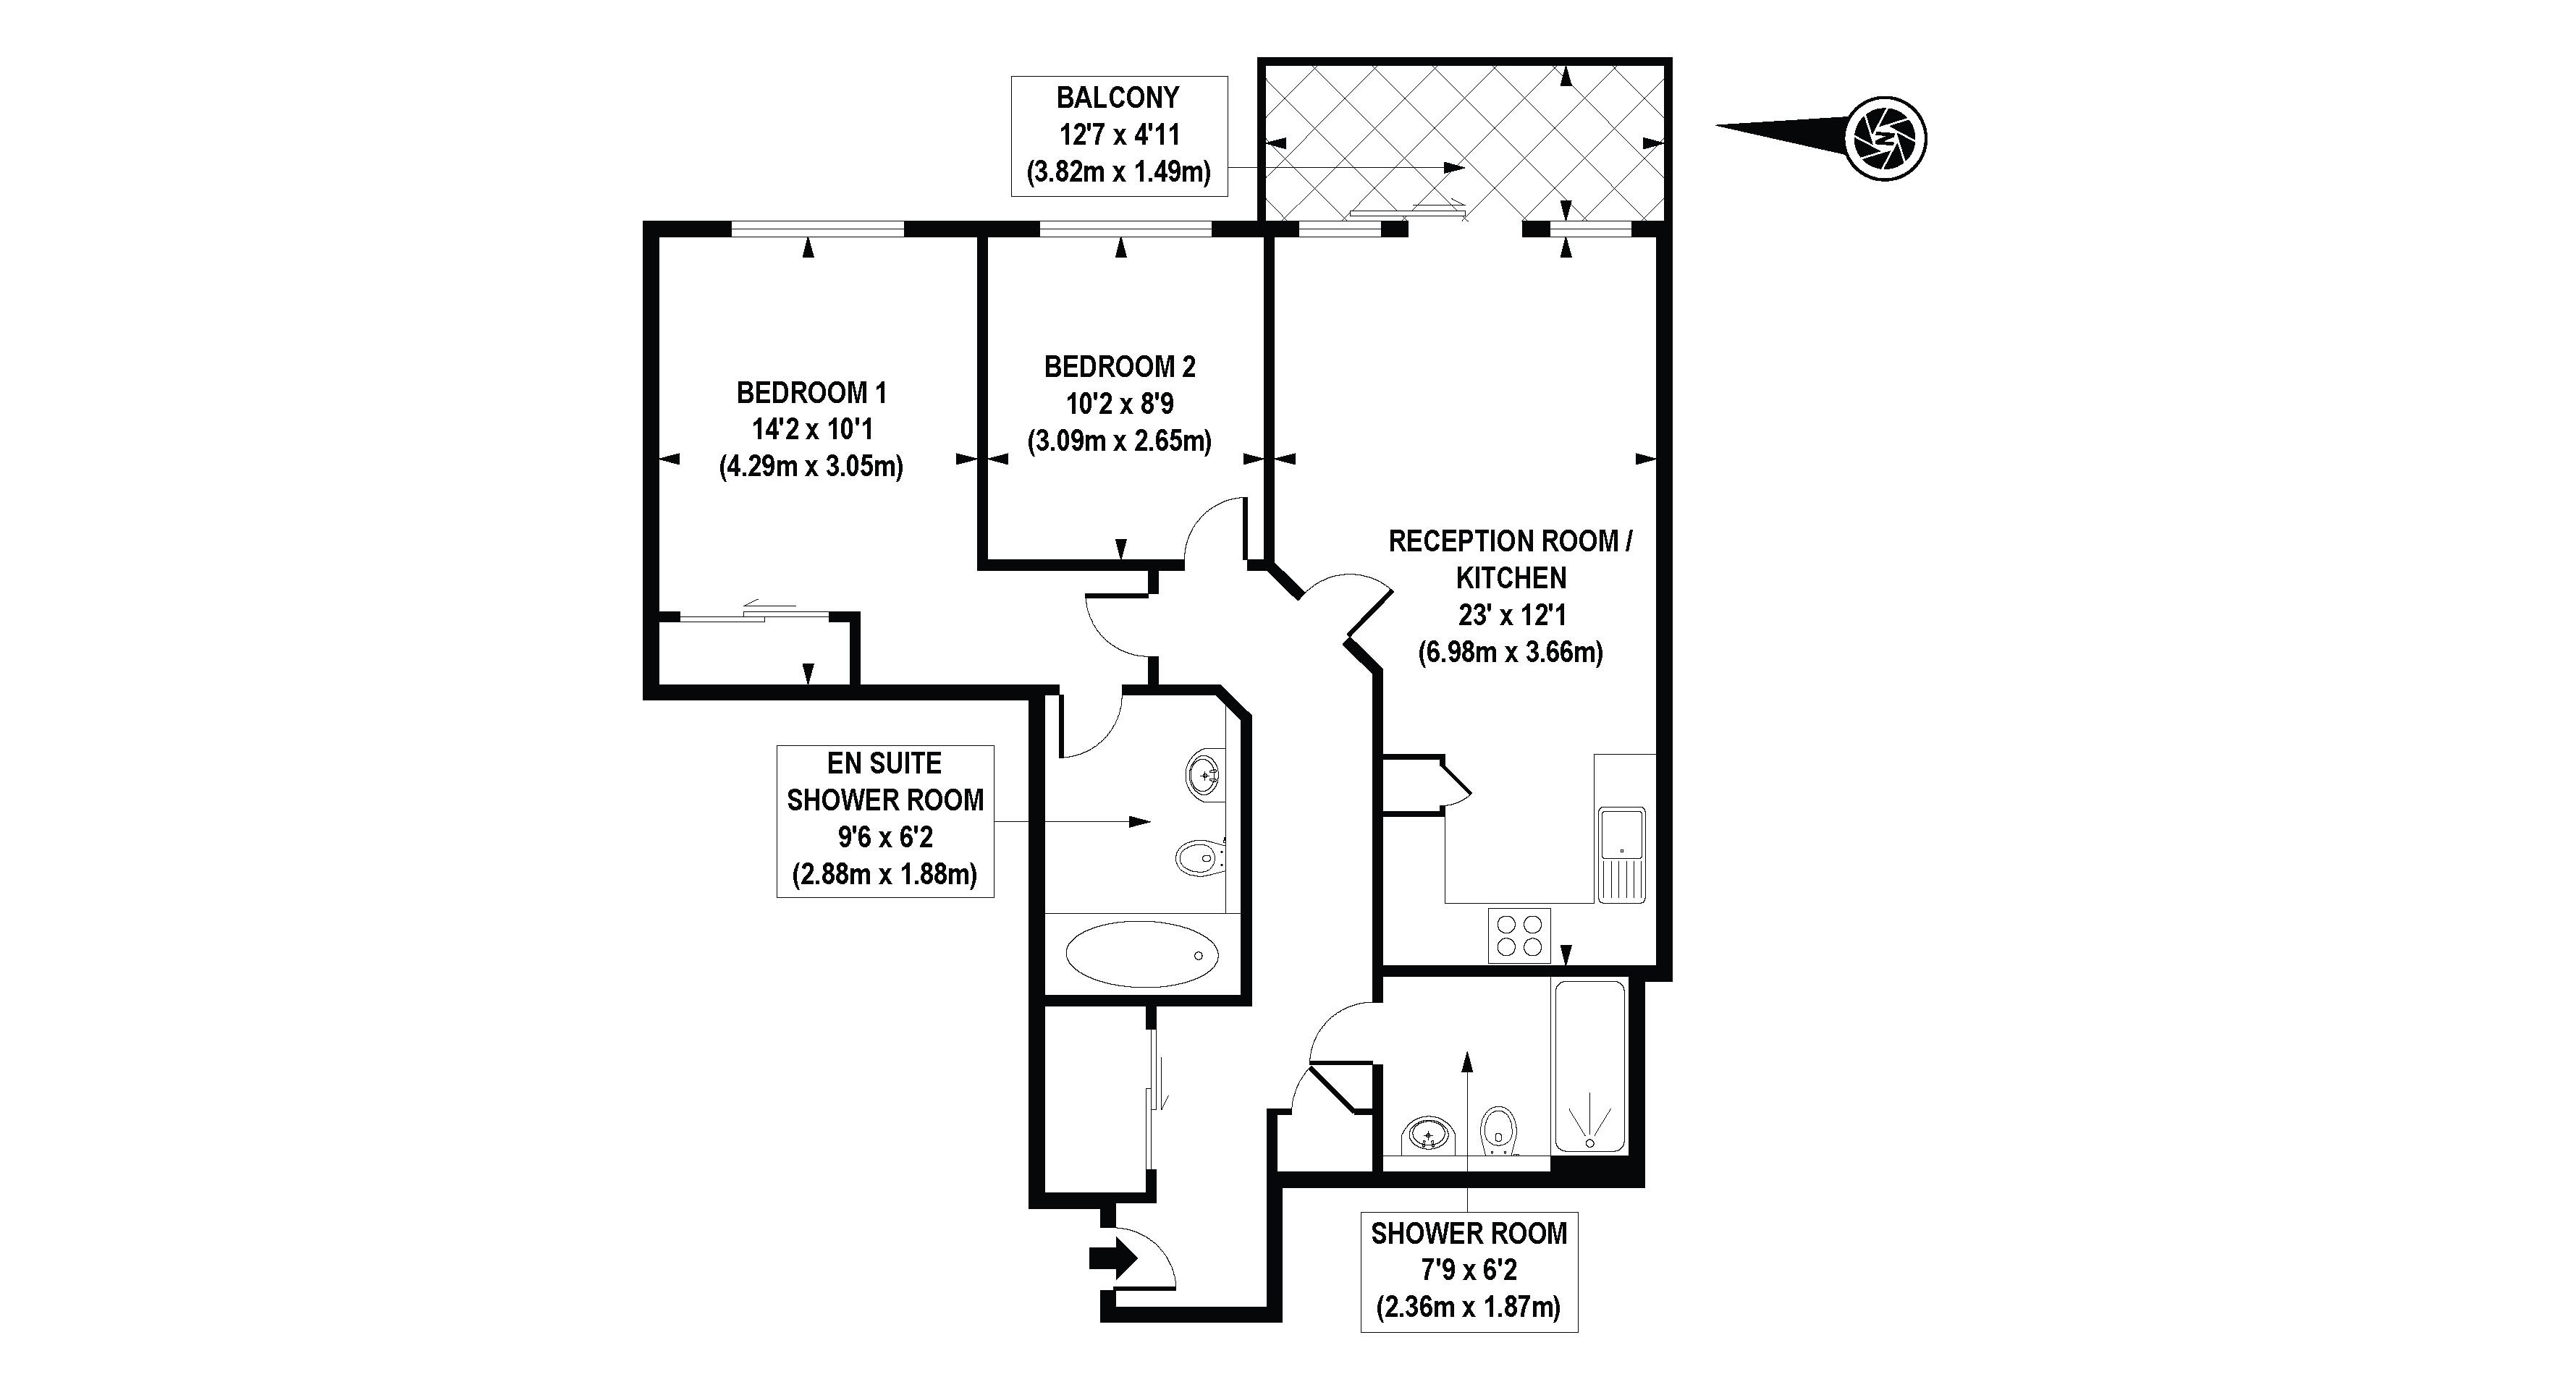 BALCONY
12'7 x 4'11
(3.82m x 1.49m)
N
BEDROOM 1
14'2 x 10'1
(4.29m x 3.05m)
BEDROOM 2
10'2 x 8'9
(3.09m x 2.65m)
RECEPTION ROOM /
KITCHEN
23' x 12'1
(6.98m x 3.66m)
EN SUITE
SHOWER ROOM
9'6 x 6'2
(2.88m x 1.88m)
SHOWER ROOM
7'9 x 6'2
(2.36m x 1.87m)